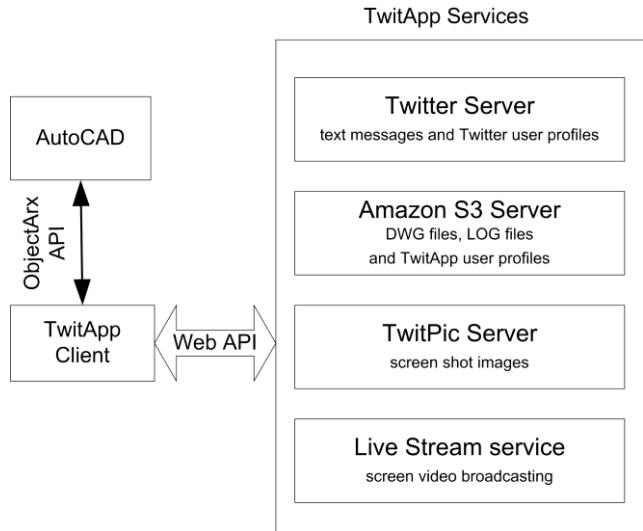 TwitApp Services
AutoCAD
ObjectArx
API
TwitApp
Client
Web API
Twitter Server
text messages and Twitter user profiles
Amazon S3 Server
DWG files, LOG files
and TwitApp user profiles
TwitPic Server
screen shot images
Live Stream service
screen video broadcasting